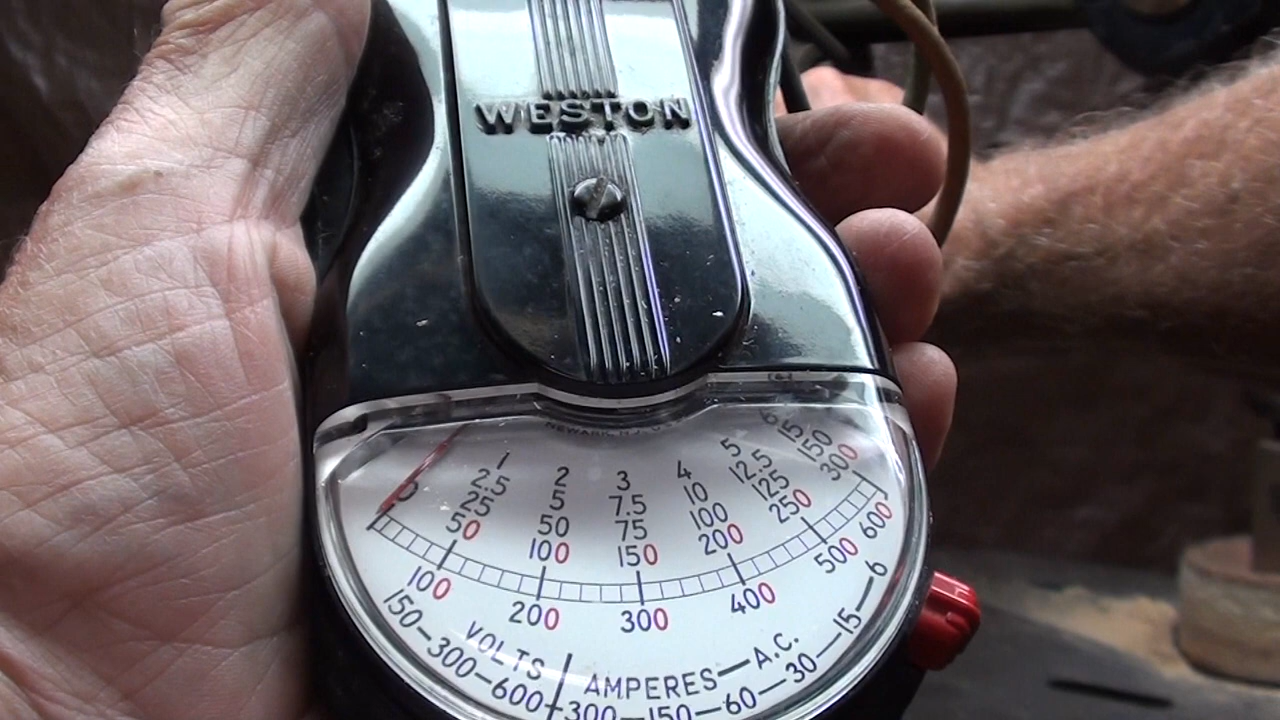 WESTON
NEWARK, N.J., U.S.A.
0 1 2 3 4 5 6
2.5 5 7.5 10 12.5 15
25 50 75 100 125 150
50 100 150 200 250 300
100 200 300 400 500 600
VOLTS AMPERES—A.C.
150—300—600—300—150—60—30—15—6